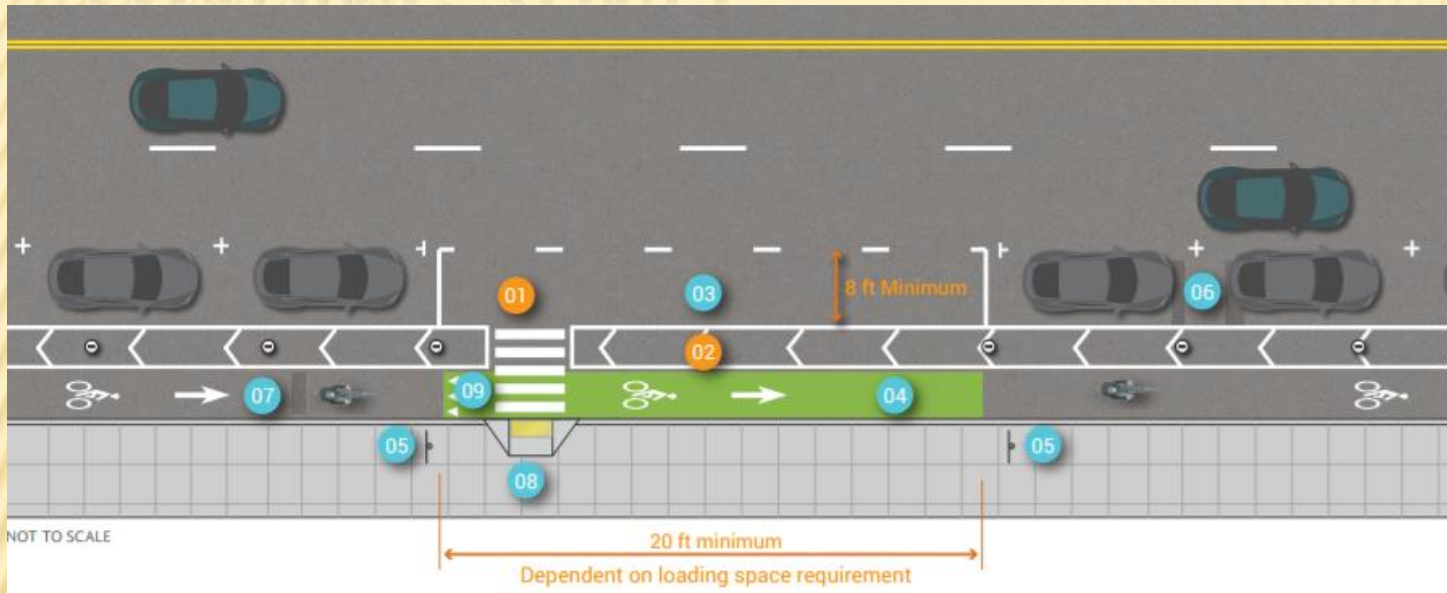 01
03
8 ft Minimum
06
02
07
09
04
05
05
08
NOT TO SCALE
20 ft minimum
Dependent on loading space requirement